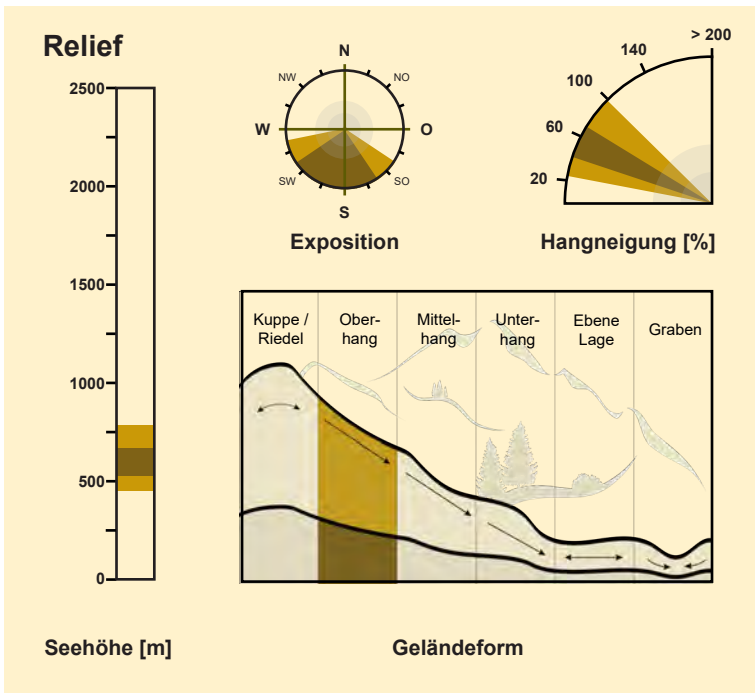 Relief
2500
2000
1500
1000
500
0
Seehöhe [m]
N
NW
NO
W
O
SW
SO
S
Exposition
> 200
140
100
60
20
Hangneigung [%]
Kuppe /
Riedel
Ober-
hang
Mittel-
hang
Unter-
hang
Ebene
Lage
Graben
Geländeform